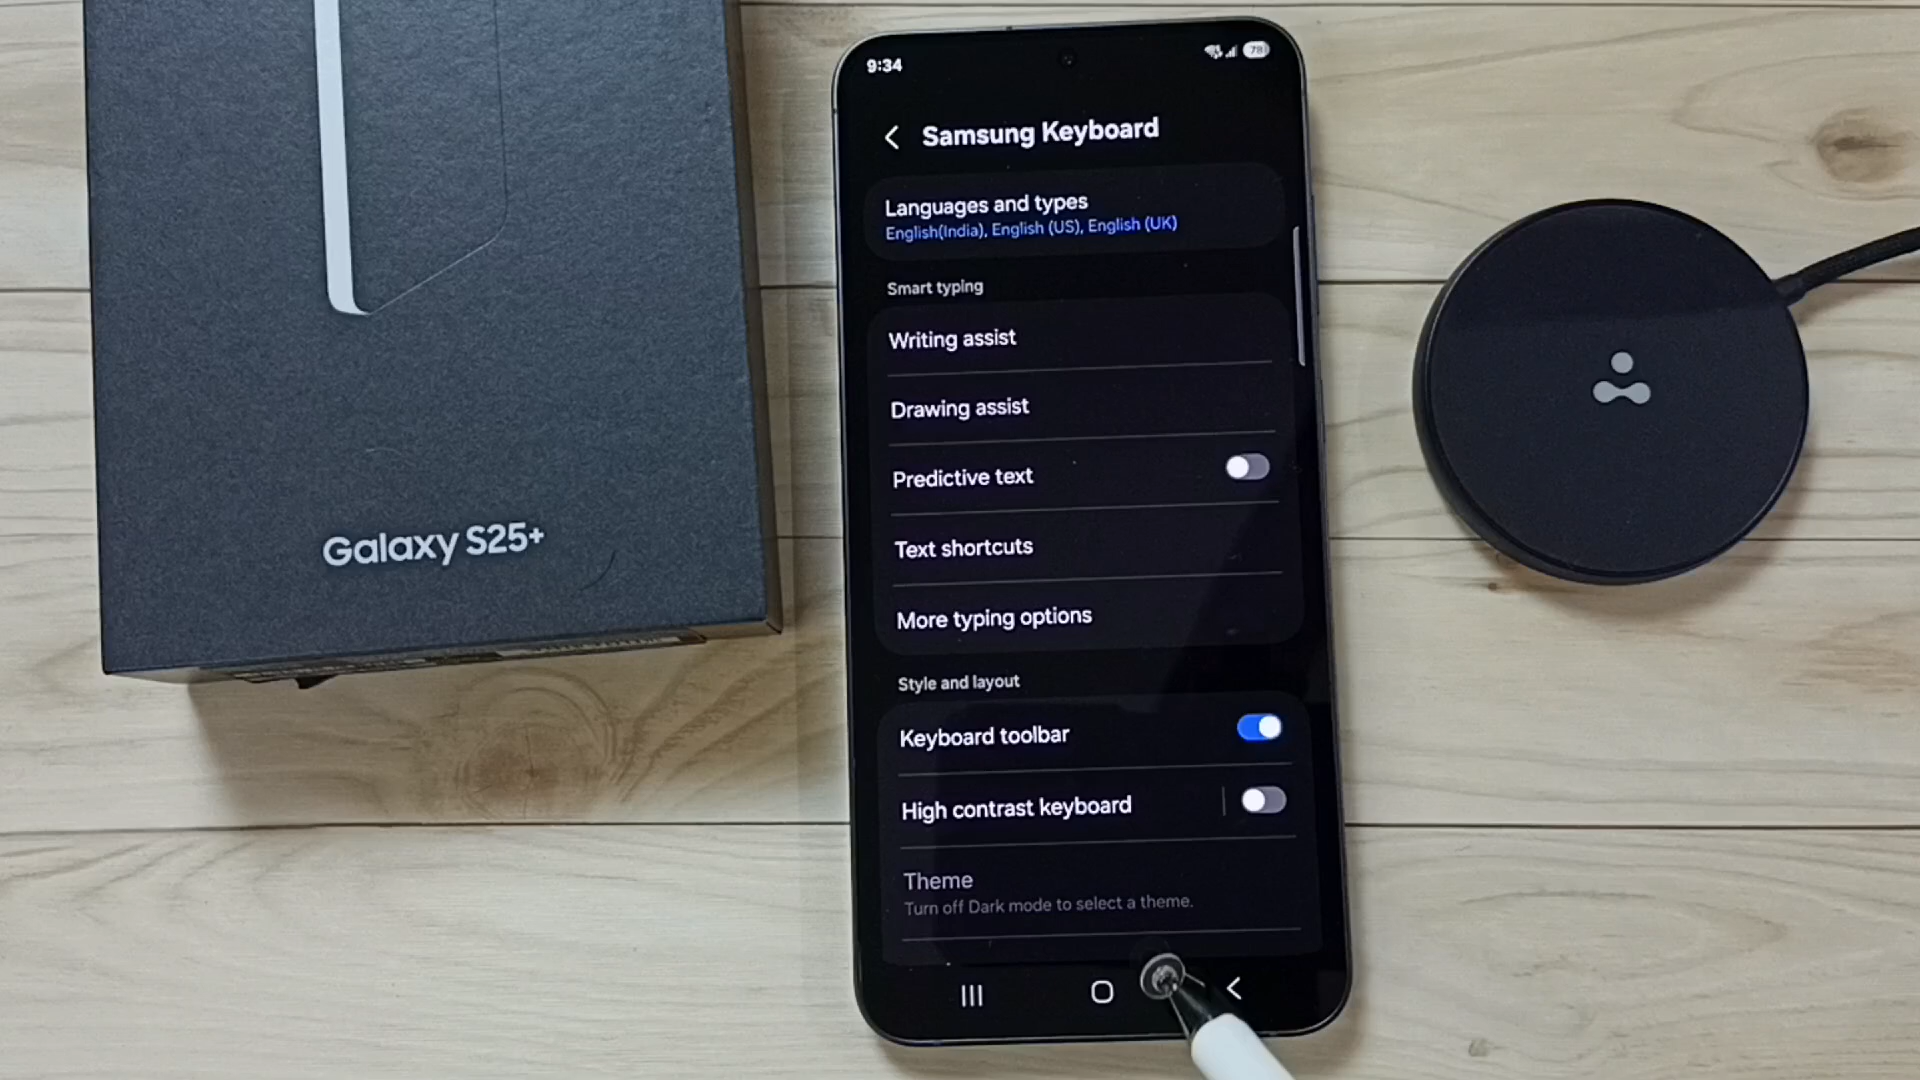 Galaxy S25+
9:34
78
Samsung Keyboard
Languages and types
English(India), English (US), English (UK)
Smart typing
Writing assist
Drawing assist
Predictive text
Text shortcuts
More typing options
Style and layout
Keyboard toolbar
High contrast keyboard
Theme
Turn off Dark mode to select a theme.